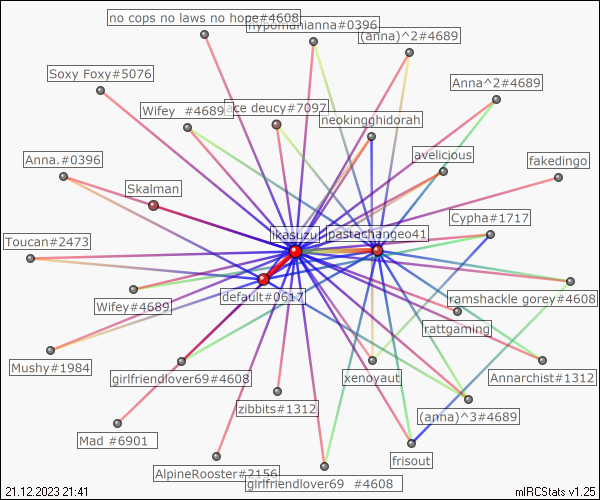 no cops no laws no hope#4608
hypomanianna#0396
(anna)^2#4689
Soxy Foxy#5076
Anna^2#4689
Wifey  #4689
ace deucy#7097
neokingghidorah
avelicious
Anna.#0396
fakedingo
Skalman
Cypha#1717
likasuzu
pastachangeo41
Toucan#2473
default#0617
Wifey#4689
ramshackle gorey#4608
rattgaming
Mushy#1984
girlfriendlover69#4608
xenoyaut
Annarchist#1312
zibbits#1312
(anna)^3#4689
Mad #6901
frisout
AlpineRooster#2156
girlfriendlover69  #4608
21.12.2023 21:41
mIRCStats v1.25